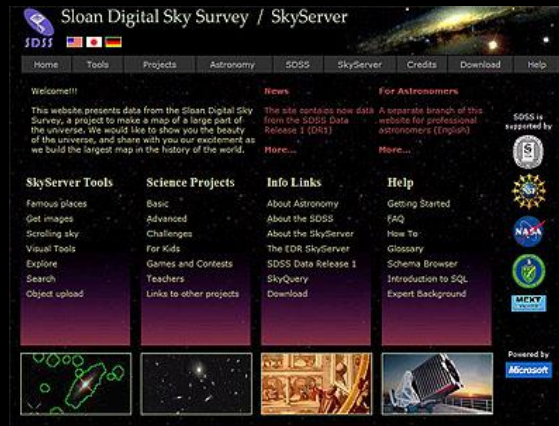 Sloan Digital Sky Survey / SkyServer
SDSS
Home Tools Projects Astronomy SDSS SkyServer Credits Download Help
Welcome!!!
This website presents data from the Sloan Digital Sky
Survey, a project to make a map of a large part of
the universe. We would like to show you the beauty
of the universe, and share with you our excitement as
we build the largest map in the history of the world.
News
The site contains now data
from the SDSS Data
Release 1 (DR1)
More...
For Astronomers
A separate branch of this
website for professional
astronomers (English)
More...
SDSS is
supported by
NSF
NASA
MEXT
Powered by
Microsoft
SkyServer Tools
Famous places
Get images
Scrolling sky
Visual Tools
Explore
Search
Object upload
Science Projects
Basic
Advanced
Challenges
For Kids
Games and Contests
Teachers
Links to other projects
Info Links
About Astronomy
About the SDSS
About the SkyServer
The EDR SkyServer
SDSS Data Release 1
SkyQuery
Download
Help
Getting Started
FAQ
How To
Glossary
Schema Browser
Introduction to SQL
Expert Background